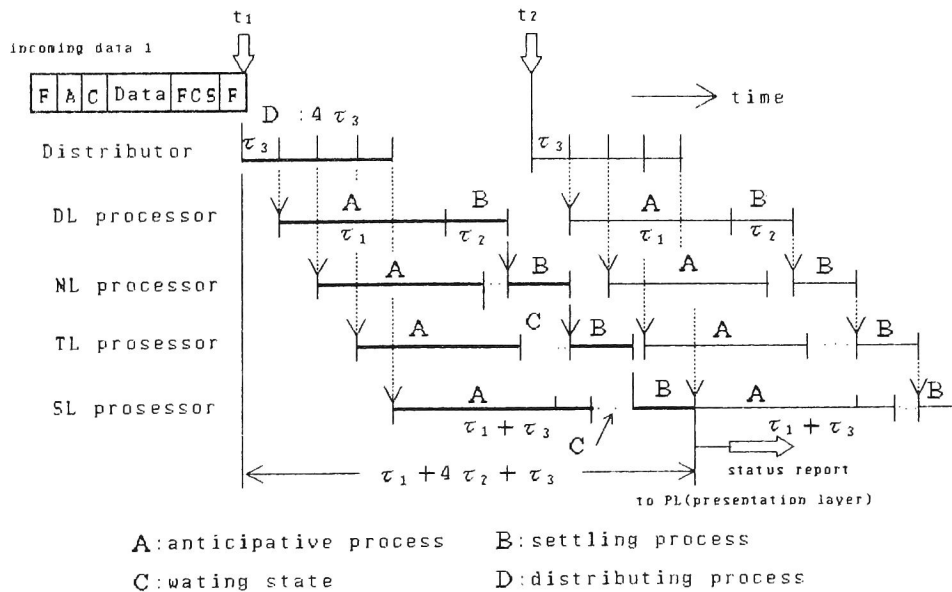 t1 t2
incoming data 1
F A C Data FCS F
D : 4 τ3
time
Distributor τ3 τ3
DL processor A B A B
τ1 τ2 τ1 τ2
NL processor A B A B
TL prosessor A C B A B
SL prosessor A B A B
τ1 + τ3 C τ1 + τ3
τ1 + 4 τ2 + τ3
status report
to PL(presentation layer)
A:anticipative process B:settling process
C:wating state D:distributing process